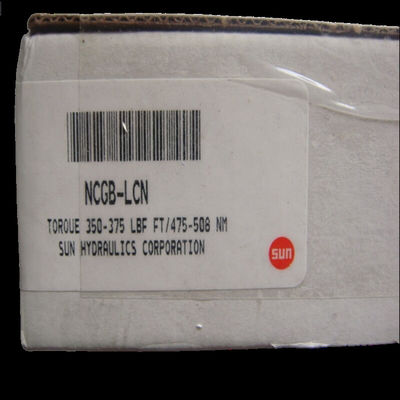 NCGB-LCN
TORQUE 350-375 LBF FT/475-508 NM
SUN HYDRAULICS CORPORATION
sun